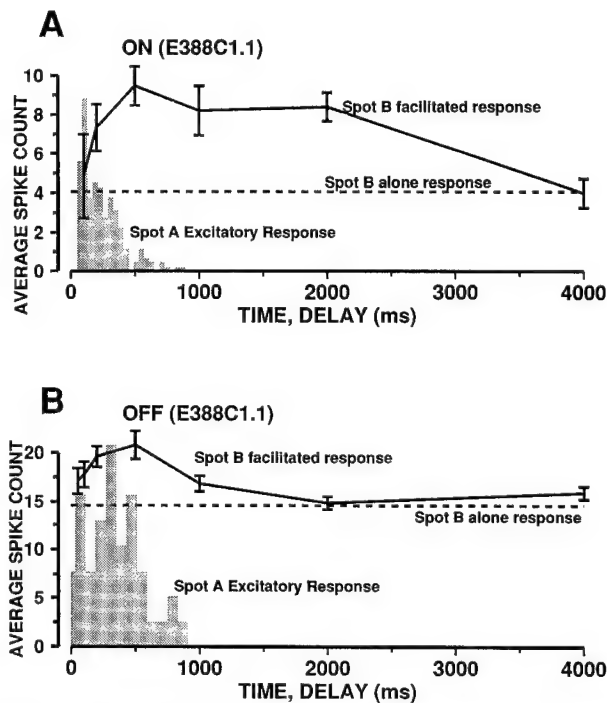 A
ON (E388C1.1)
AVERAGE SPIKE COUNT
10
8
6
4
2
0
Spot B facilitated response
Spot B alone response
Spot A Excitatory Response
0 1000 2000 3000 4000
TIME, DELAY (ms)
B
OFF (E388C1.1)
AVERAGE SPIKE COUNT
20
15
10
5
0
Spot B facilitated response
Spot B alone response
Spot A Excitatory Response
0 1000 2000 3000 4000
TIME, DELAY (ms)